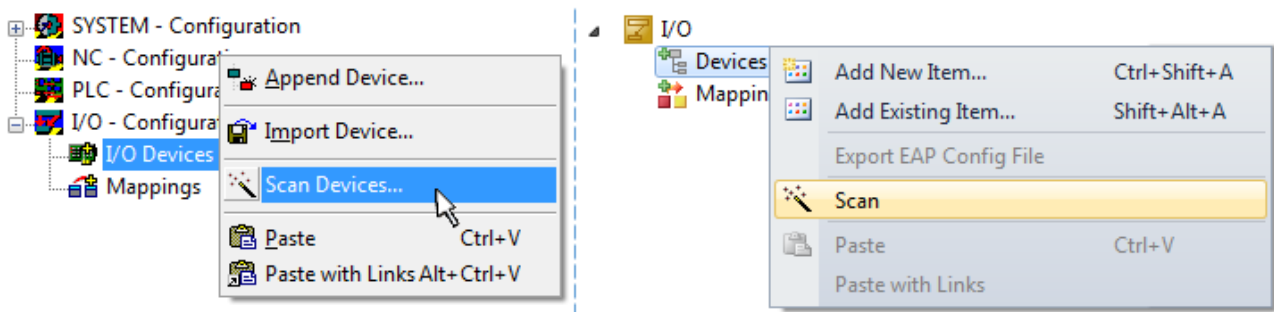 SYSTEM - Configuration
NC - Configurati
PLC - Configura
I/O - Configurat
I/O Devices
Mappings
Append Device...
Import Device...
Scan Devices...
Paste Ctrl+V
Paste with Links Alt+Ctrl+V
I/O
Devices
Mappin
Add New Item... Ctrl+Shift+A
Add Existing Item... Shift+Alt+A
Export EAP Config File
Scan
Paste Ctrl+V
Paste with Links